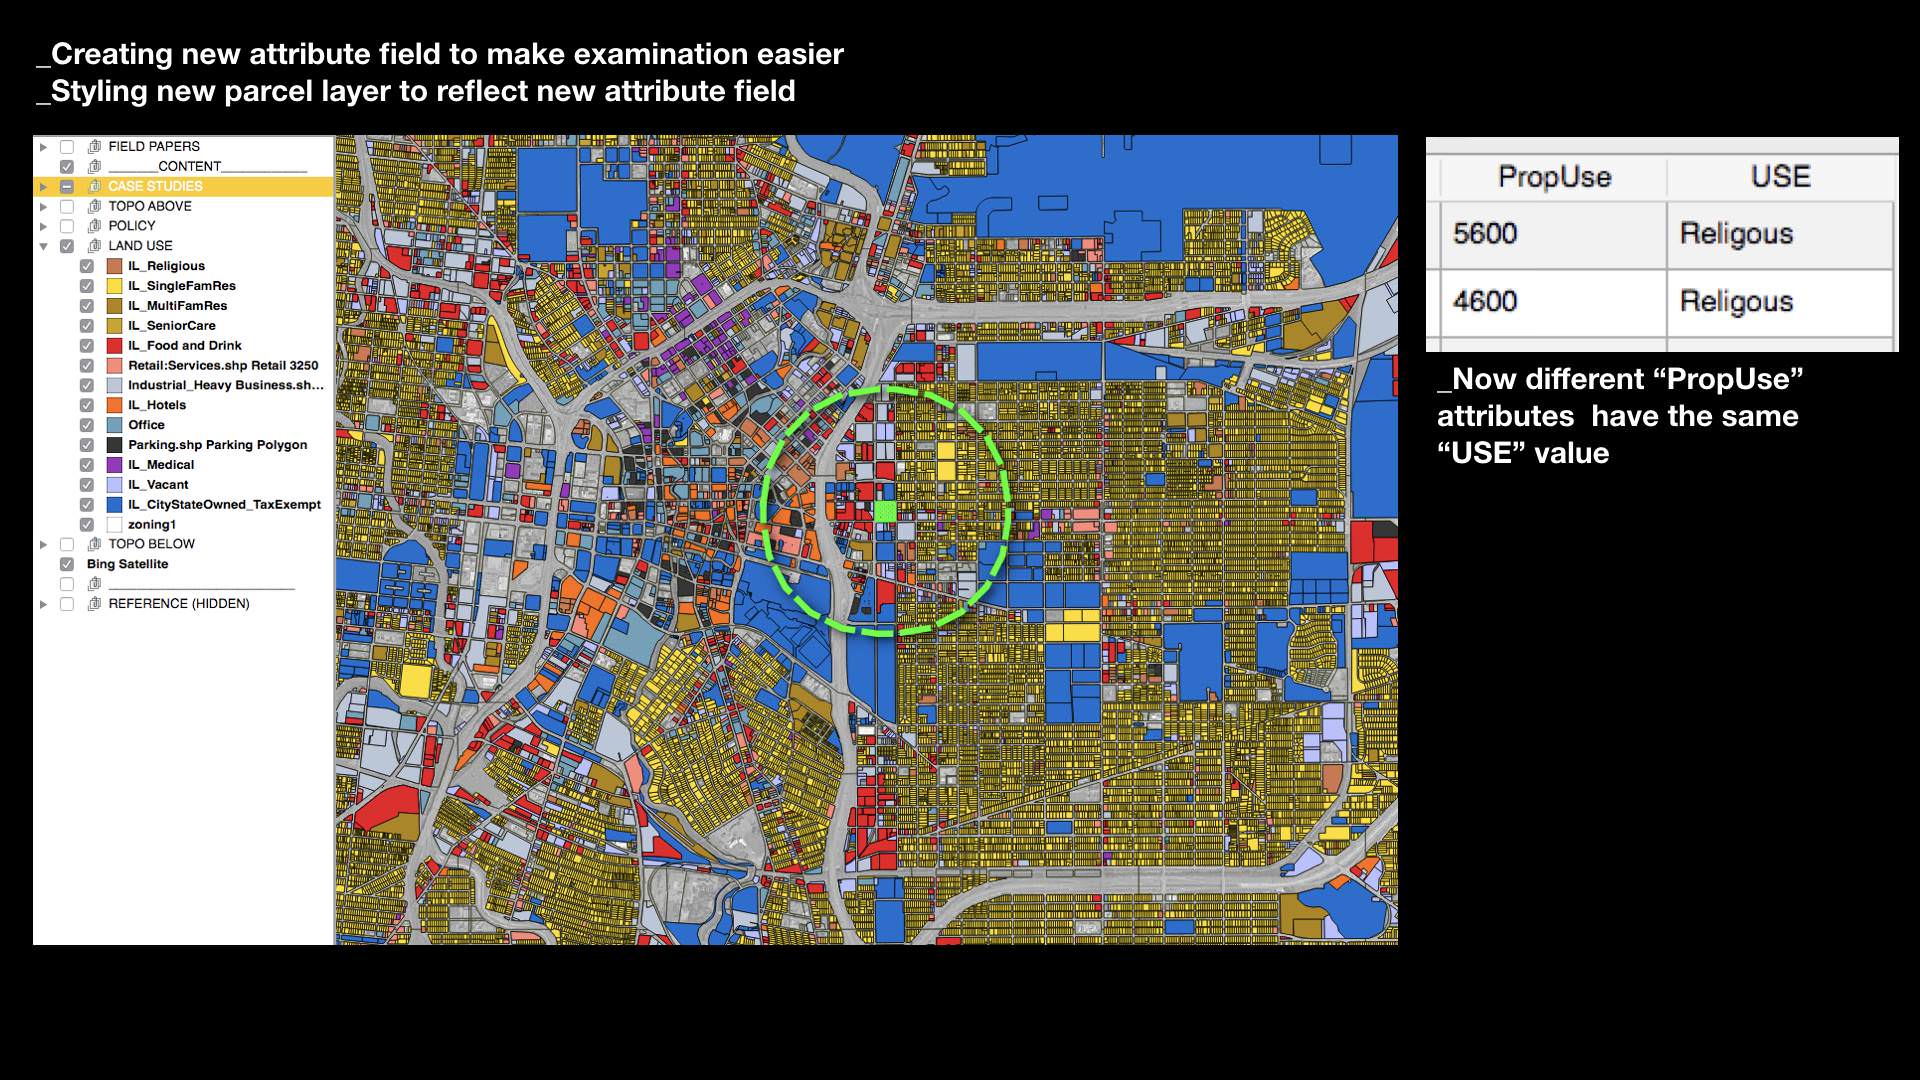 _Creating new attribute field to make examination easier
_Styling new parcel layer to reflect new attribute field
FIELD PAPERS
______CONTENT___________
CASE STUDIES
TOPO ABOVE
POLICY
LAND USE
IL_Religious
IL_SingleFamRes
IL_MultiFamRes
IL_SeniorCare
IL_Food and Drink
Retail:Services.shp Retail 3250
Industrial_Heavy Business.sh...
IL_Hotels
Office
Parking.shp Parking Polygon
IL_Medical
IL_Vacant
IL_CityStateOwned_TaxExempt
zoning1
TOPO BELOW
Bing Satellite
________________________
REFERENCE (HIDDEN)
PropUse USE
5600 Religous
4600 Religous
_Now different “PropUse”
attributes  have the same
“USE” value